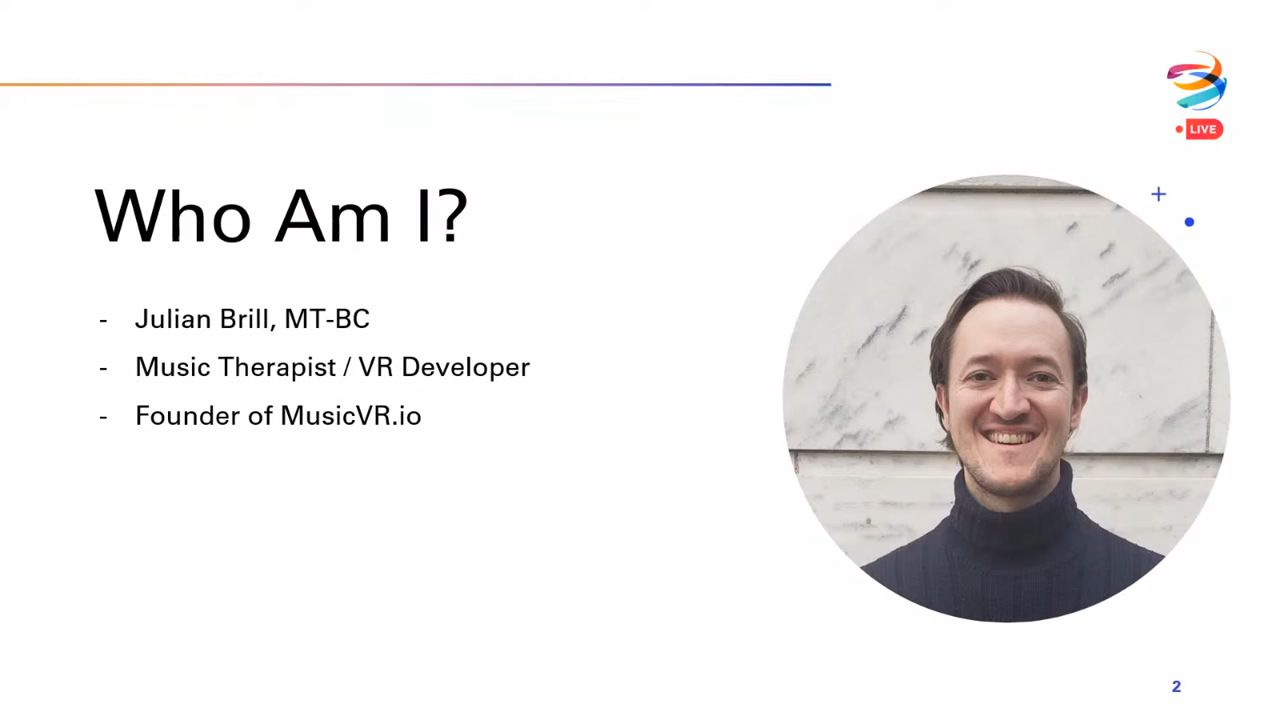 LIVE
Who Am I?
- Julian Brill, MT-BC
- Music Therapist / VR Developer
- Founder of MusicVR.io
2